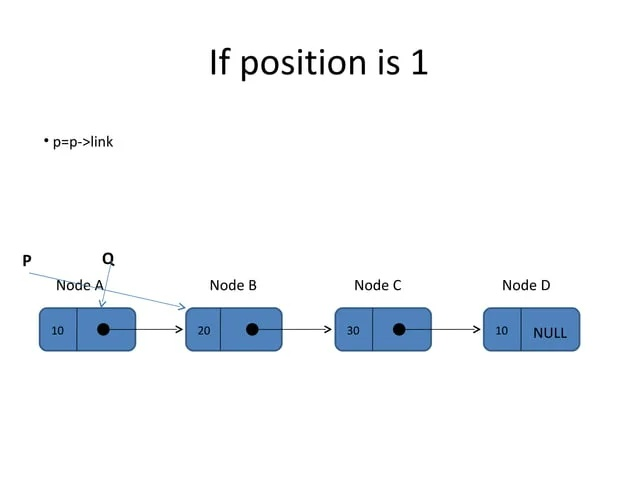 If position is 1
• p=p->link
P Q
Node A Node B Node C Node D
10 20 30 10 NULL